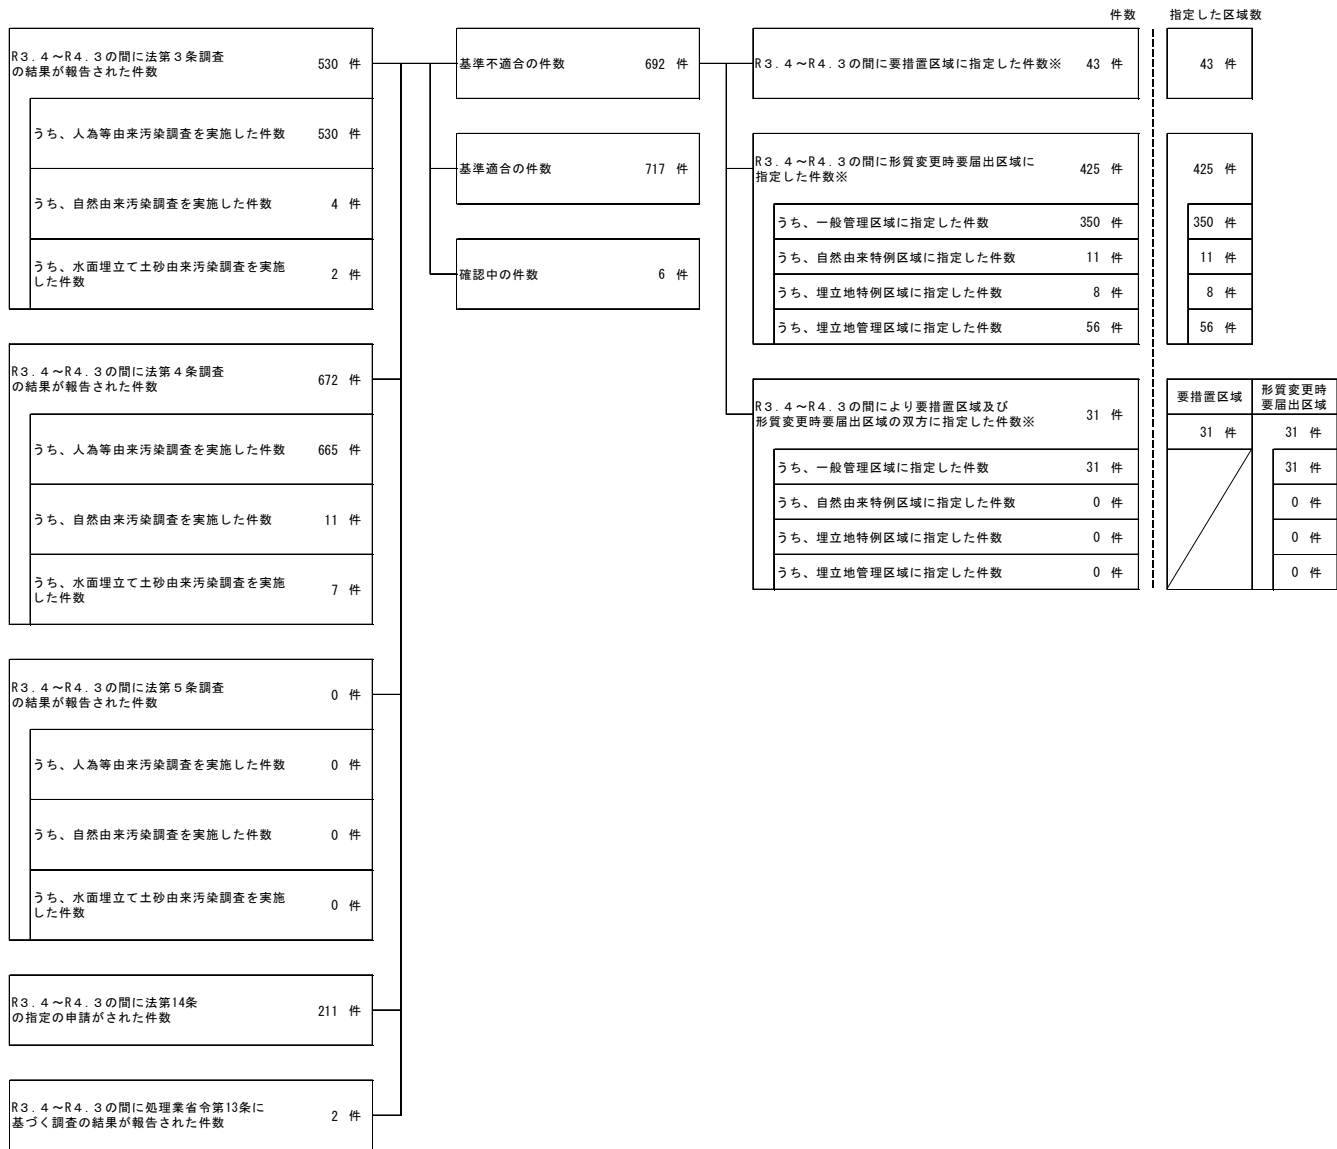 件数　指定した区域数
R3.4～R4.3の間に法第3条調査
の結果が報告された件数　530 件
うち、人為等由来汚染調査を実施した件数　530 件
うち、自然由来汚染調査を実施した件数　4 件
うち、水面埋立て土砂由来汚染調査を実施
した件数　2 件
R3.4～R4.3の間に法第4条調査
の結果が報告された件数　672 件
うち、人為等由来汚染調査を実施した件数　665 件
うち、自然由来汚染調査を実施した件数　11 件
うち、水面埋立て土砂由来汚染調査を実施
した件数　7 件
R3.4～R4.3の間に法第5条調査
の結果が報告された件数　0 件
うち、人為等由来汚染調査を実施した件数　0 件
うち、自然由来汚染調査を実施した件数　0 件
うち、水面埋立て土砂由来汚染調査を実施
した件数　0 件
R3.4～R4.3の間に法第14条
の指定の申請がされた件数　211 件
R3.4～R4.3の間に処理業省令第13条に
基づく調査の結果が報告された件数　2 件
基準不適合の件数　692 件
基準適合の件数　717 件
確認中の件数　6 件
R3.4～R4.3の間に要措置区域に指定した件数※　43 件　43 件
R3.4～R4.3の間に形質変更時要届出区域に
指定した件数※　425 件　425 件
うち、一般管理区域に指定した件数　350 件　350 件
うち、自然由来特例区域に指定した件数　11 件　11 件
うち、埋立地特例区域に指定した件数　8 件　8 件
うち、埋立地管理区域に指定した件数　56 件　56 件
要措置区域　形質変更時
要届出区域
R3.4～R4.3の間により要措置区域及び
形質変更時要届出区域の双方に指定した件数※　31 件　31 件　31 件
うち、一般管理区域に指定した件数　31 件　31 件
うち、自然由来特例区域に指定した件数　0 件　0 件
うち、埋立地特例区域に指定した件数　0 件　0 件
うち、埋立地管理区域に指定した件数　0 件　0 件